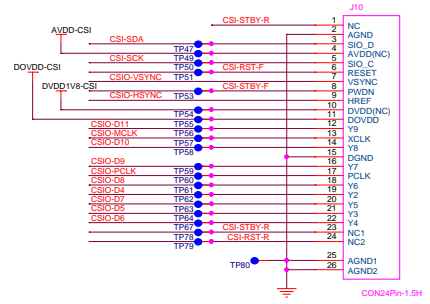 J10
CSI-STBY-R 1 NC
AVDD-CSI 2 AGND
CSI-SDA 3 SIO_D
TP47 4 AVDD(NC)
CSI-SCK TP49 5 SIO_C
DOVDD-CSI TP50 CSI-RST-F 6 RESET
CSIO-VSYNC TP51 7 VSYNC
DVDD1V8-CSI CSI-STBY-F 8 PWDN
CSIO-HSYNC TP53 9 HREF
10 DVDD(NC)
TP54 11 DOVDD
CSIO-D11 TP55 12 Y9
CSIO-MCLK TP56 13 XCLK
CSIO-D10 TP57 14 Y8
TP58 15 DGND
CSIO-D9 16 Y7
CSIO-PCLK TP59 17 PCLK
CSIO-D8 TP60 18 Y6
CSIO-D4 TP61 19 Y2
CSIO-D7 TP62 20 Y5
CSIO-D5 TP63 21 Y3
CSIO-D6 TP64 22 Y4
TP67 CSI-STBY-R 23 NC1
TP78 CSI-RST-R 24 NC2
TP79
TP80 25 AGND1
26 AGND2
CON24Pin-1.5H